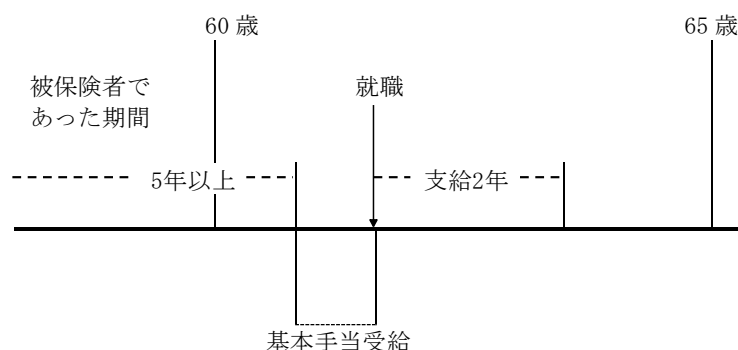 60 歳
65 歳
被保険者で
あった期間
就職
5年以上
支給2年
基本手当受給